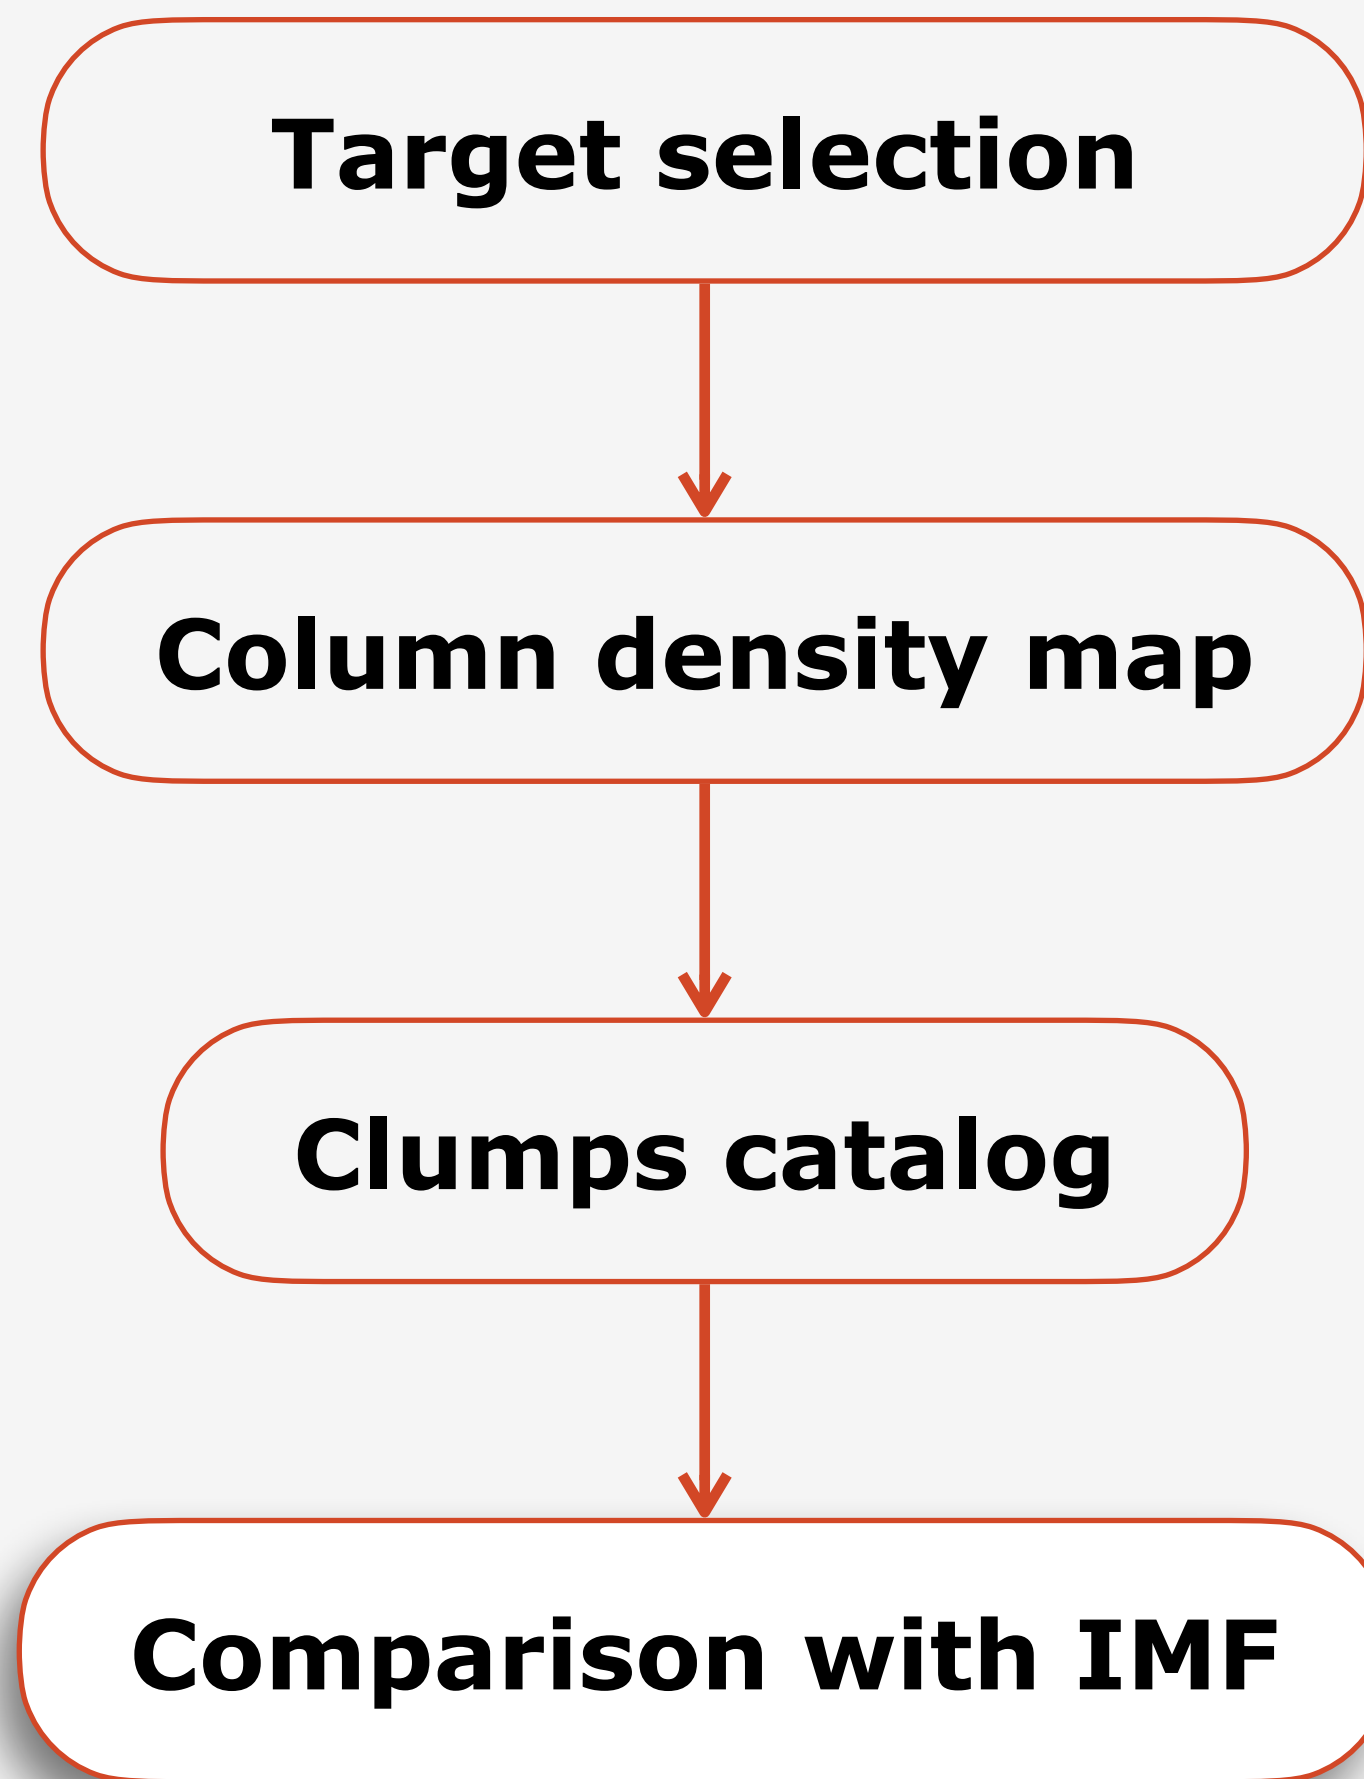 Target selection
Column density map
Clumps catalog
Comparison with IMF